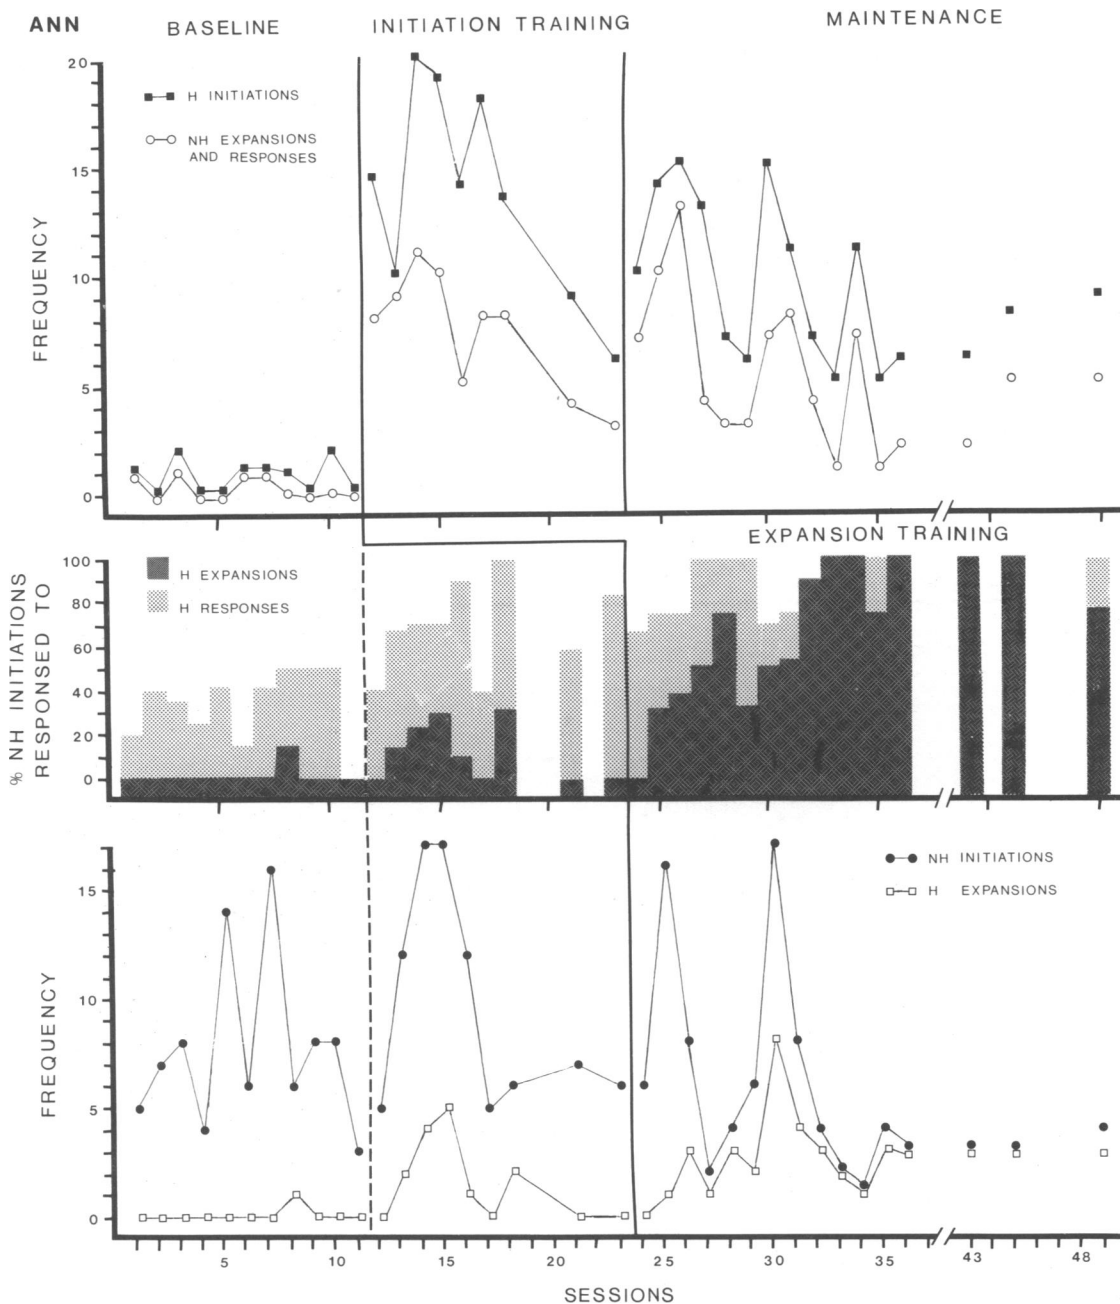 ANN
BASELINE
INITIATION TRAINING
MAINTENANCE
20
15
10
5
0
FREQUENCY
H INITIATIONS
NH EXPANSIONS
AND RESPONSES
EXPANSION TRAINING
100
80
60
40
20
0
% NH INITIATIONS
RESPONSED TO
H EXPANSIONS
H RESPONSES
15
10
5
0
FREQUENCY
NH INITIATIONS
H EXPANSIONS
5 10 15 20 25 30 35 43 48
SESSIONS